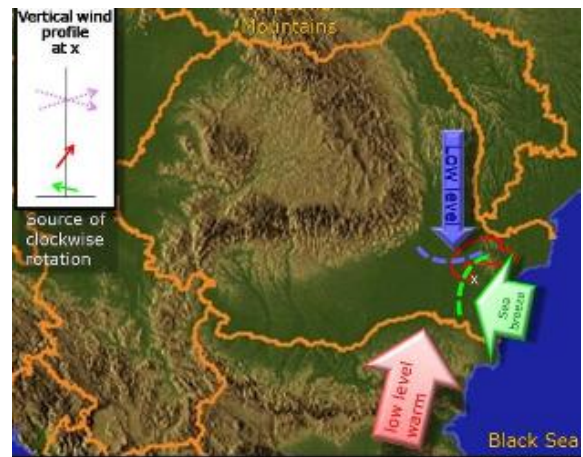 Vertical wind
profile
at x
Mountains
Source of
clockwise
rotation
Low level
x
Sea
breeze
low level
warm
Black Sea